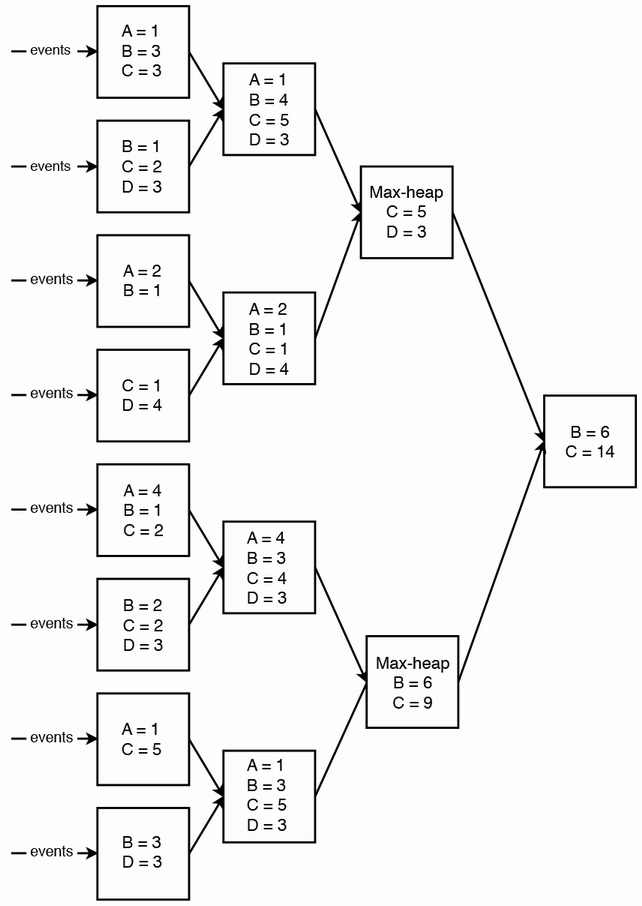 events
A = 1
B = 3
C = 3
events
B = 1
C = 2
D = 3
A = 1
B = 4
C = 5
D = 3
events
A = 2
B = 1
events
C = 1
D = 4
A = 2
B = 1
C = 1
D = 4
Max-heap
C = 5
D = 3
events
A = 4
B = 1
C = 2
events
B = 2
C = 2
D = 3
A = 4
B = 3
C = 4
D = 3
events
A = 1
C = 5
events
B = 3
D = 3
A = 1
B = 3
C = 5
D = 3
Max-heap
B = 6
C = 9
B = 6
C = 14